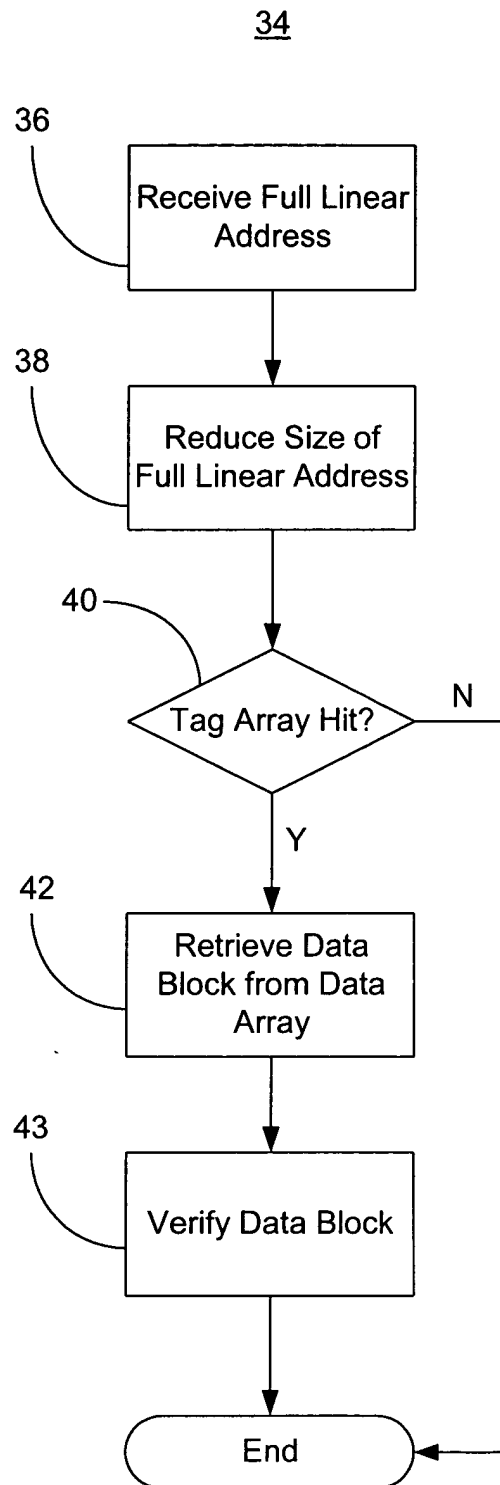 34
36
Receive Full Linear
Address
38
Reduce Size of
Full Linear Address
40
Tag Array Hit?
N
Y
42
Retrieve Data
Block from Data
Array
43
Verify Data Block
End